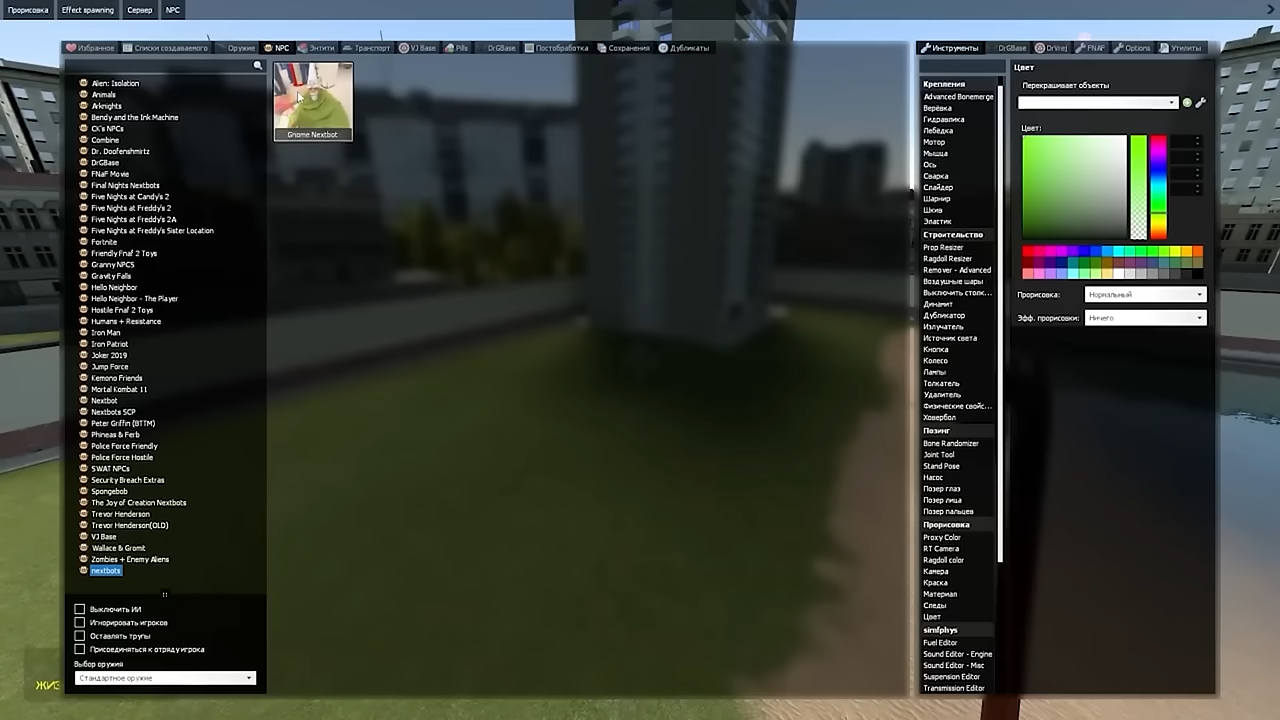 Прорисовка
Effect spawning
Сервер
NPC
Избранное
Списки создаваемого
Оружие
NPC
Энтити
Транспорт
VJ Base
Pills
DrGBase
Постобработка
Сохранения
Дубликаты
Alien: Isolation
Animals
Arknights
Bendy and the Ink Machine
CK's NPCs
Combine
Dr. Doofenshmirtz
DrGBase
FNaF Movie
Final Nights Nextbots
Five Nights at Candy's 2
Five Nights at Freddy's 2
Five Nights at Freddy's 2A
Five Nights at Freddy's Sister Location
Fortnite
Friendly Fnaf 2 Toys
Granny NPCS
Gravity Falls
Hello Neighbor
Hello Neighbor - The Player
Hostile Fnaf 2 Toys
Humans + Resistance
Iron Man
Iron Patriot
Joker 2019
Jump Force
Kemono Friends
Mortal Kombat 11
Nextbot
Nextbots SCP
Peter Griffin (BTTM)
Phineas & Ferb
Police Force Friendly
Police Force Hostile
SWAT NPCs
Security Breach Extras
Spongebob
The Joy of Creation Nextbots
Trevor Henderson
Trevor Henderson(OLD)
VJ Base
Wallace & Gromit
Zombies + Enemy Aliens
nextbots
Выключить ИИ
Игнорировать игроков
Оставлять трупы
Присоединяться к отряду игрока
Выбор оружия
Стандартное оружие
ЖИЗ
Gnome Nextbot
Инструменты
DrGBase
DrVrej
FNAF
Options
Утилиты
Крепления
Advanced Bonemerge
Верёвка
Гидравлика
Лебёдка
Мотор
Мышца
Ось
Сварка
Слайдер
Шарнир
Шкив
Эластик
Строительство
Prop Resizer
Ragdoll Resizer
Remover - Advanced
Воздушные шары
Выключить столк...
Динамит
Дубликатор
Излучатель
Источник света
Кнопка
Колесо
Лампы
Толкатель
Удалитель
Физические свойс...
Ховербол
Позинг
Bone Randomizer
Joint Tool
Stand Pose
Насос
Позер глаз
Позер лица
Позер пальцев
Прорисовка
Proxy Color
RT Camera
Ragdoll color
Камера
Краска
Материал
Следы
Цвет
simfphys
Fuel Editor
Sound Editor - Engine
Sound Editor - Misc
Suspension Editor
Transmission Editor
Цвет
Перекрашивает объекты
Цвет:
Прорисовка:
Нормальный
Эфф. прорисовки:
Ничего